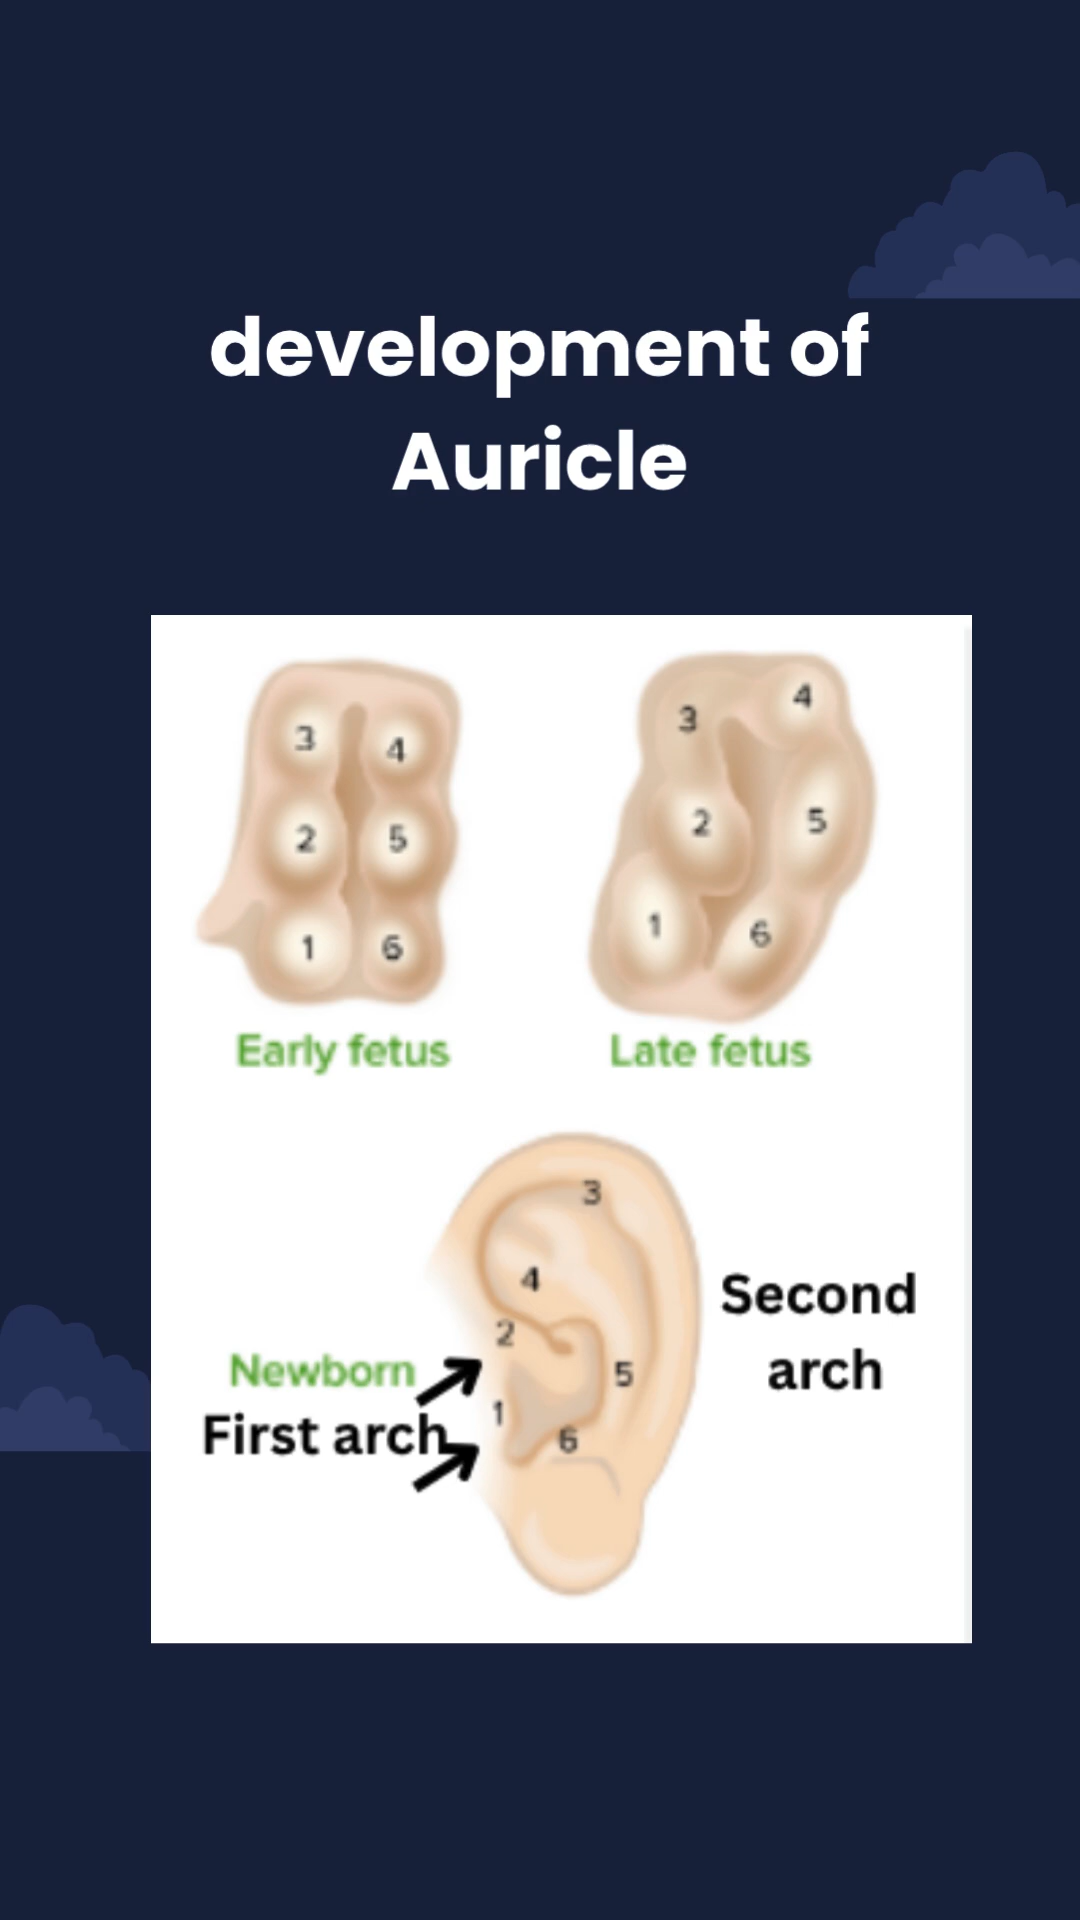 development of
Auricle
3 4
2 5
1 6
Early fetus
3 4
2 5
1 6
Late fetus
3
4
2
5
1
6
Newborn
First arch
Second
arch